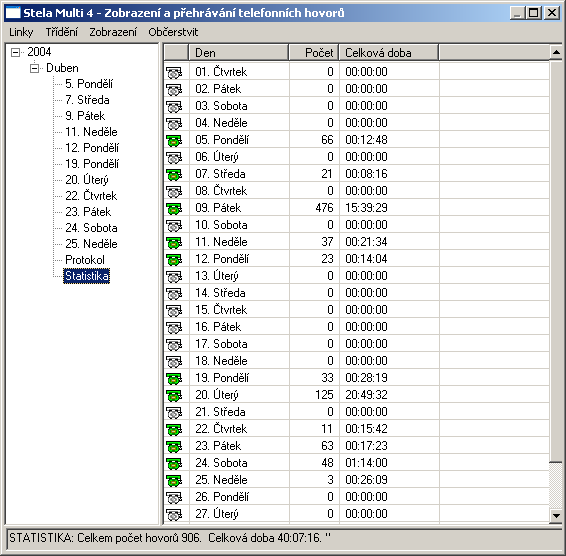 Stela Multi 4 - Zobrazení a přehrávání telefonních hovorů
Linky Třídění Zobrazení Občerstvit
2004
Duben
5. Pondělí
7. Středa
9. Pátek
11. Neděle
12. Pondělí
19. Pondělí
20. Úterý
22. Čtvrtek
23. Pátek
24. Sobota
25. Neděle
Protokol
Statistika
Den Počet Celková doba
01. Čtvrtek 0 00:00:00
02. Pátek 0 00:00:00
03. Sobota 0 00:00:00
04. Neděle 0 00:00:00
05. Pondělí 66 00:12:48
06. Úterý 0 00:00:00
07. Středa 21 00:08:16
08. Čtvrtek 0 00:00:00
09. Pátek 476 15:39:29
10. Sobota 0 00:00:00
11. Neděle 37 00:21:34
12. Pondělí 23 00:14:04
13. Úterý 0 00:00:00
14. Středa 0 00:00:00
15. Čtvrtek 0 00:00:00
16. Pátek 0 00:00:00
17. Sobota 0 00:00:00
18. Neděle 0 00:00:00
19. Pondělí 33 00:28:19
20. Úterý 125 20:49:32
21. Středa 0 00:00:00
22. Čtvrtek 11 00:15:42
23. Pátek 63 00:17:23
24. Sobota 48 01:14:00
25. Neděle 3 00:26:09
26. Pondělí 0 00:00:00
27. Úterý 0 00:00:00
STATISTIKA: Celkem počet hovorů 906. Celková doba 40:07:16. "